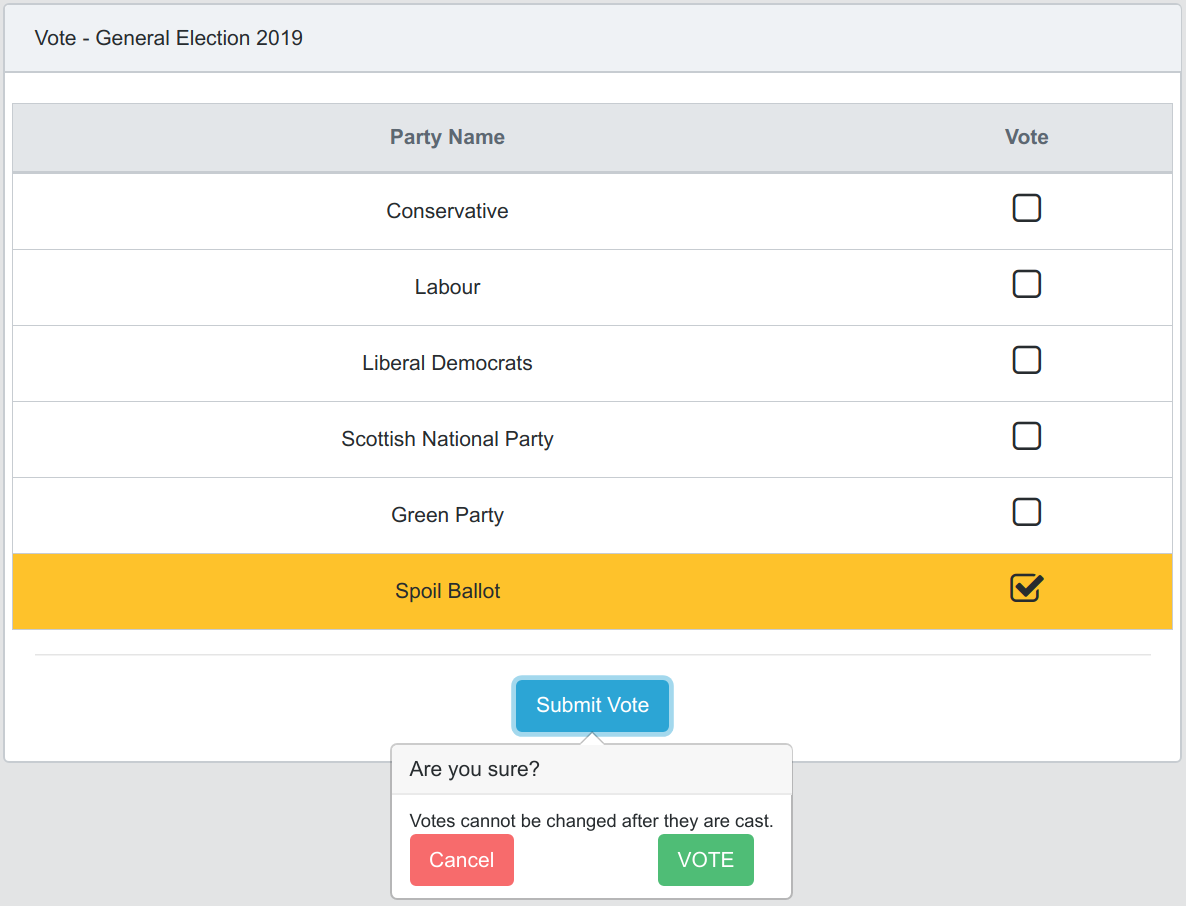 Vote - General Election 2019
Party Name Vote
Conservative
Labour
Liberal Democrats
Scottish National Party
Green Party
Spoil Ballot
Submit Vote
Are you sure?
Votes cannot be changed after they are cast.
Cancel VOTE